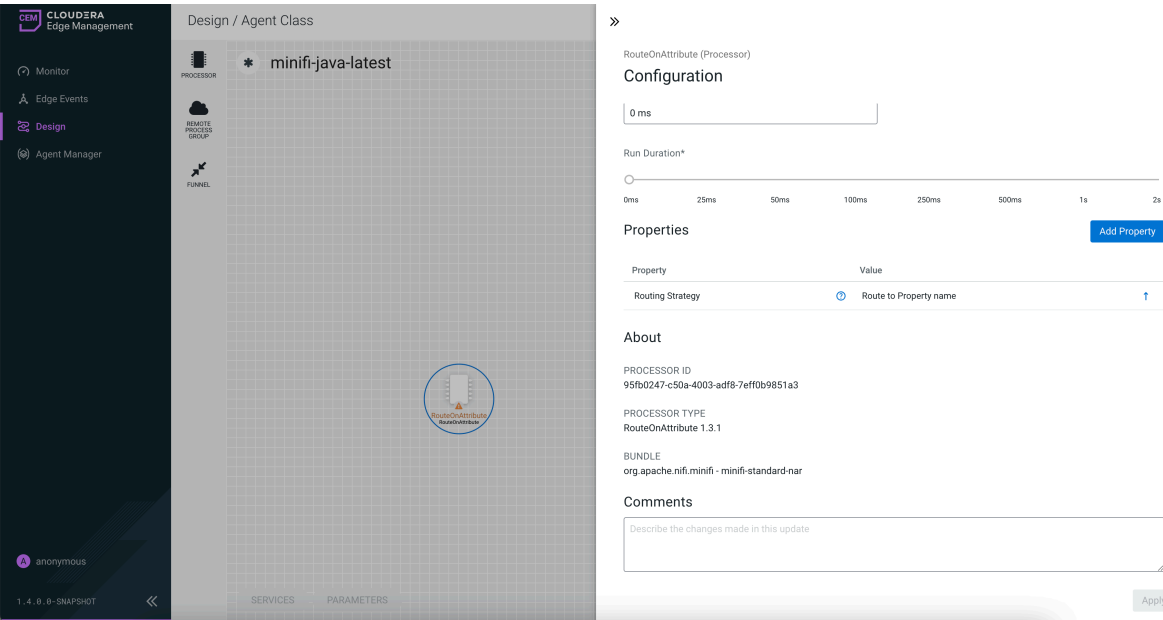 CEM CLOUDERA
Edge Management
Monitor
Edge Events
Design
Agent Manager
A anonymous
1.4.0.0-SNAPSHOT
Design / Agent Class
PROCESSOR
REMOTE
PROCESS
GROUP
FUNNEL
minifi-java-latest
RouteOnAttribute
RouteOnAttribute
SERVICES PARAMETERS
RouteOnAttribute (Processor)
Configuration
0 ms
Run Duration*
0ms 25ms 50ms 100ms 250ms 500ms 1s 2s
Properties
Add Property
Property Value
Routing Strategy Route to Property name
About
PROCESSOR ID
95fb0247-c50a-4003-adf8-7eff0b9851a3
PROCESSOR TYPE
RouteOnAttribute 1.3.1
BUNDLE
org.apache.nifi.minifi - minifi-standard-nar
Comments
Describe the changes made in this update
Apply